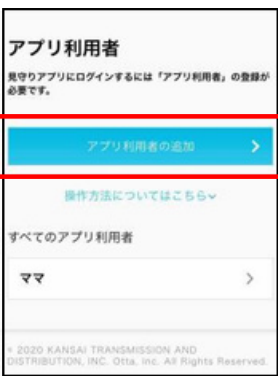 アプリ利用者
見守りアプリにログインするには「アプリ利用者」の登録が
必要です。
アプリ利用者の追加
操作方法についてはこちら
すべてのアプリ利用者
ママ
© 2020 KANSAI TRANSMISSION AND
DISTRIBUTION, INC. Otta, Inc. All Rights Reserved.